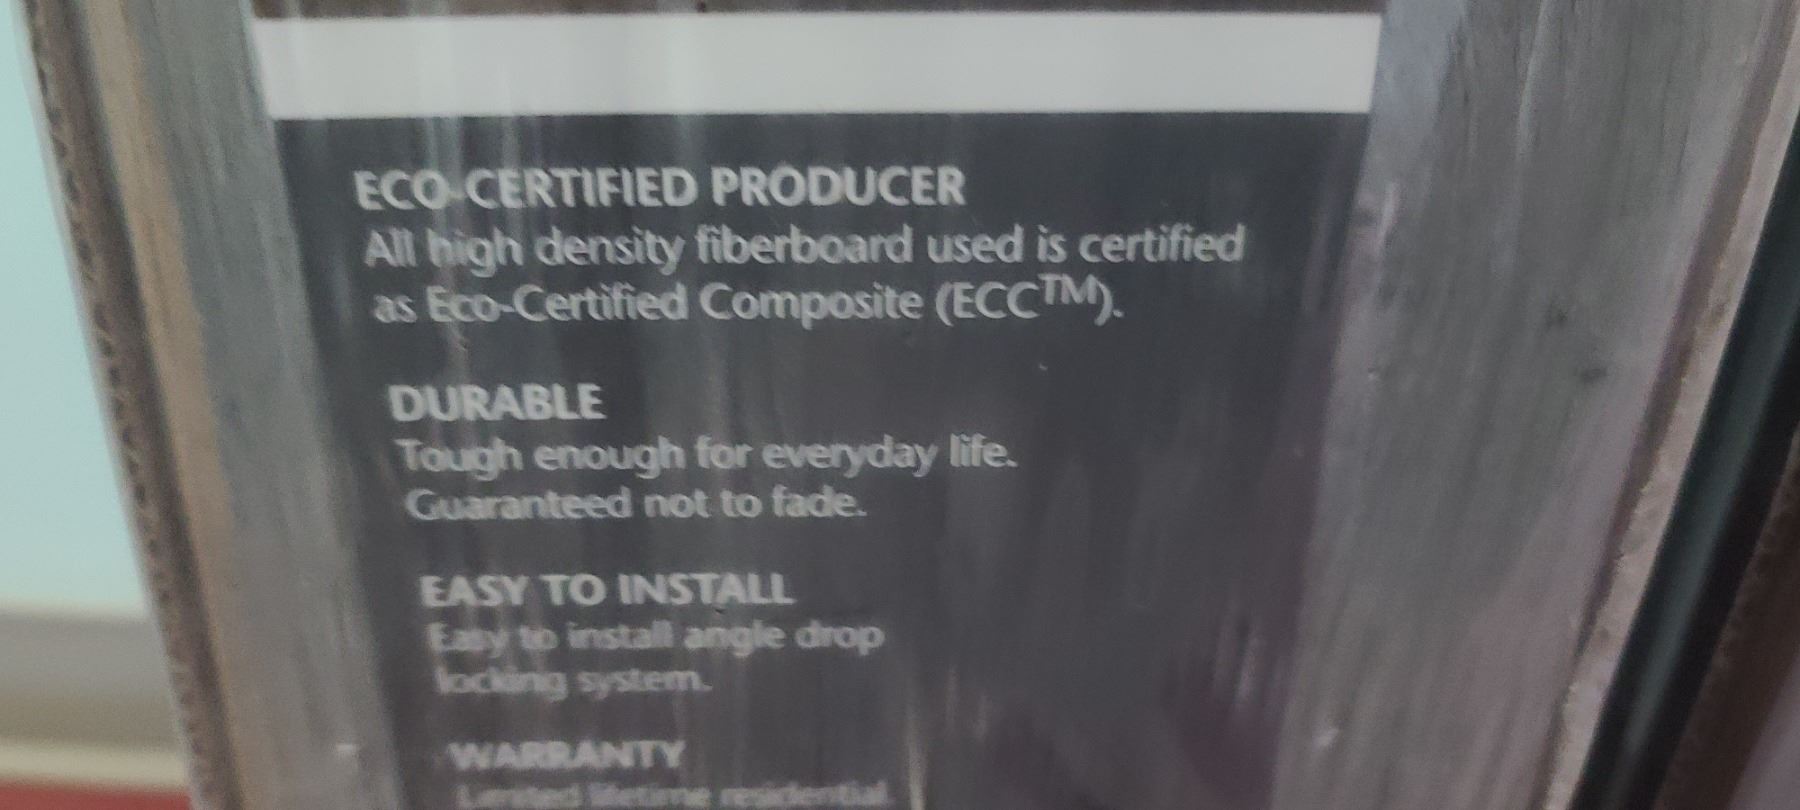 ECO-CERTIFIED PRODUCER
All high density fiberboard used is certified
as Eco-Certified Composite (ECC™).
DURABLE
Tough enough for everyday life.
Guaranteed not to fade.
EASY TO INSTALL
Easy to install angle drop
locking system.
WARRANTY
Limited lifetime residential